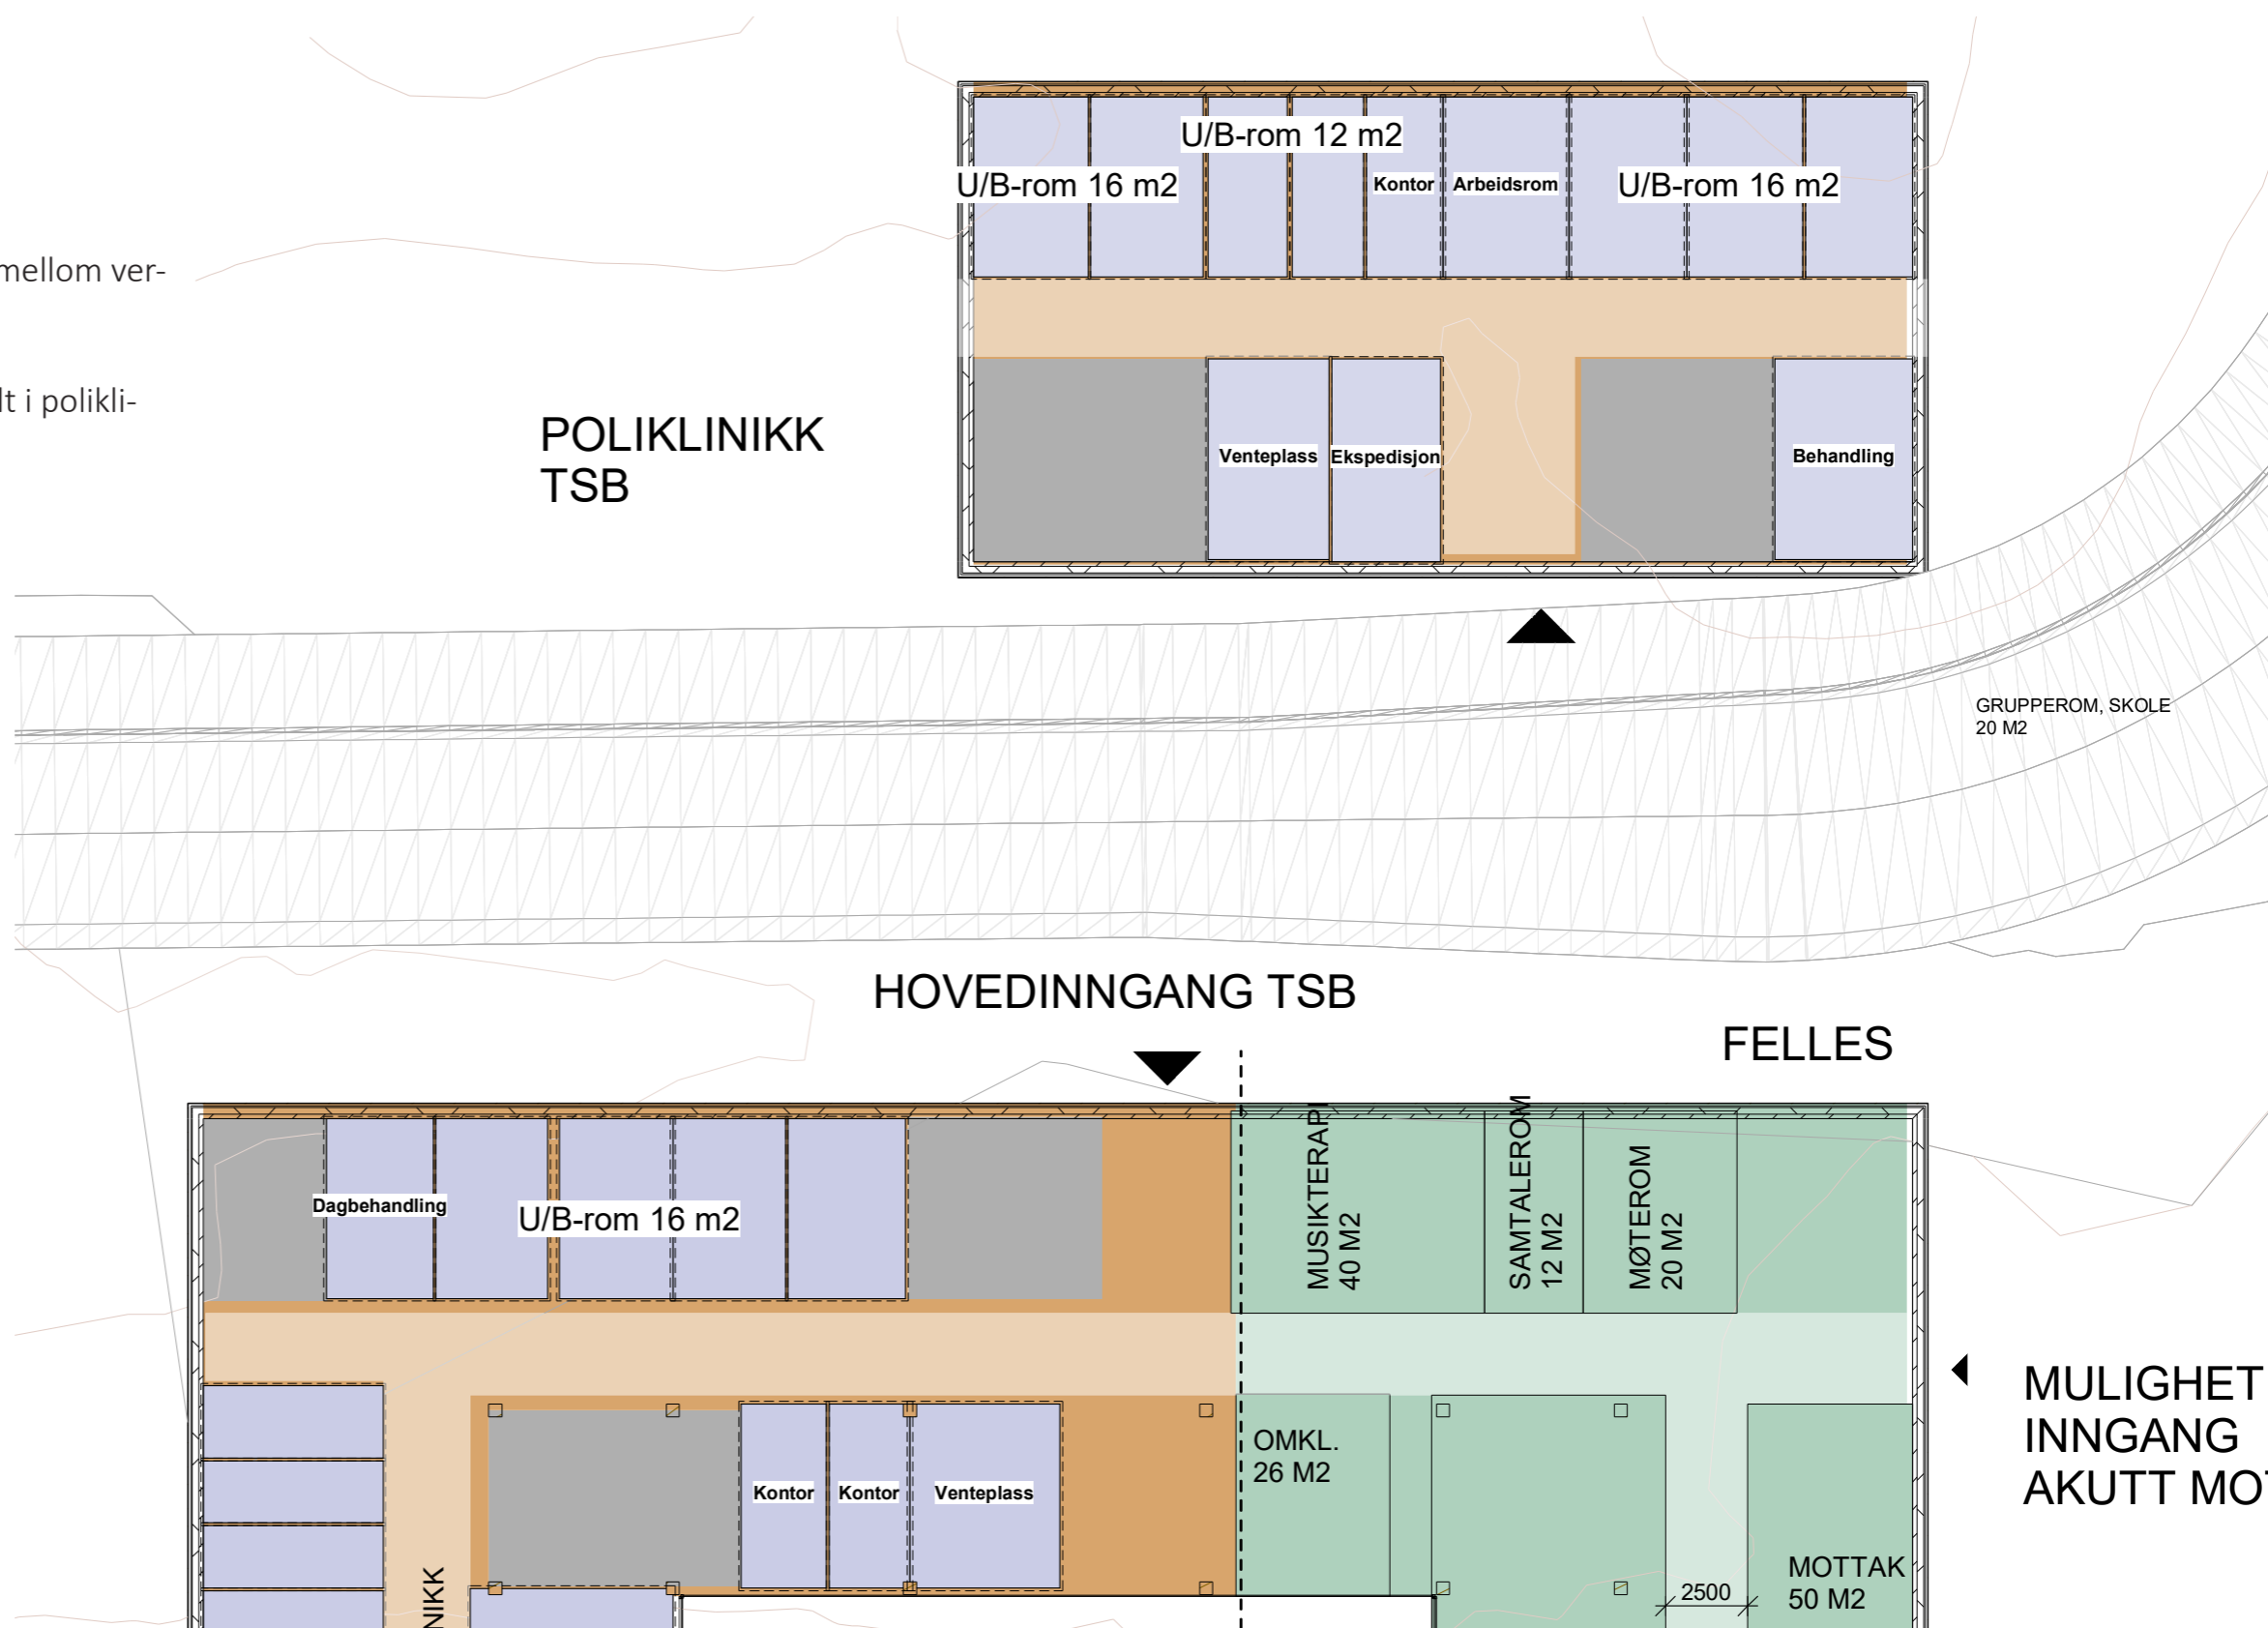 mellom ver-
lt i polikli-
U/B-rom 12 m2
U/B-rom 16 m2
Kontor
Arbeidsrom
U/B-rom 16 m2
POLIKLINIKK
TSB
Venteplass
Ekspedisjon
Behandling
GRUPPEROM, SKOLE
20 M2
HOVEDINNGANG TSB
FELLES
Dagbehandling
U/B-rom 16 m2
MUSIKTERAPI
40 M2
SAMTALEROM
12 M2
MØTEROM
20 M2
MULIGHET
INNGANG
AKUTT MOT
OMKL.
26 M2
Kontor
Kontor
Venteplass
NIKK
2500
MOTTAK
50 M2